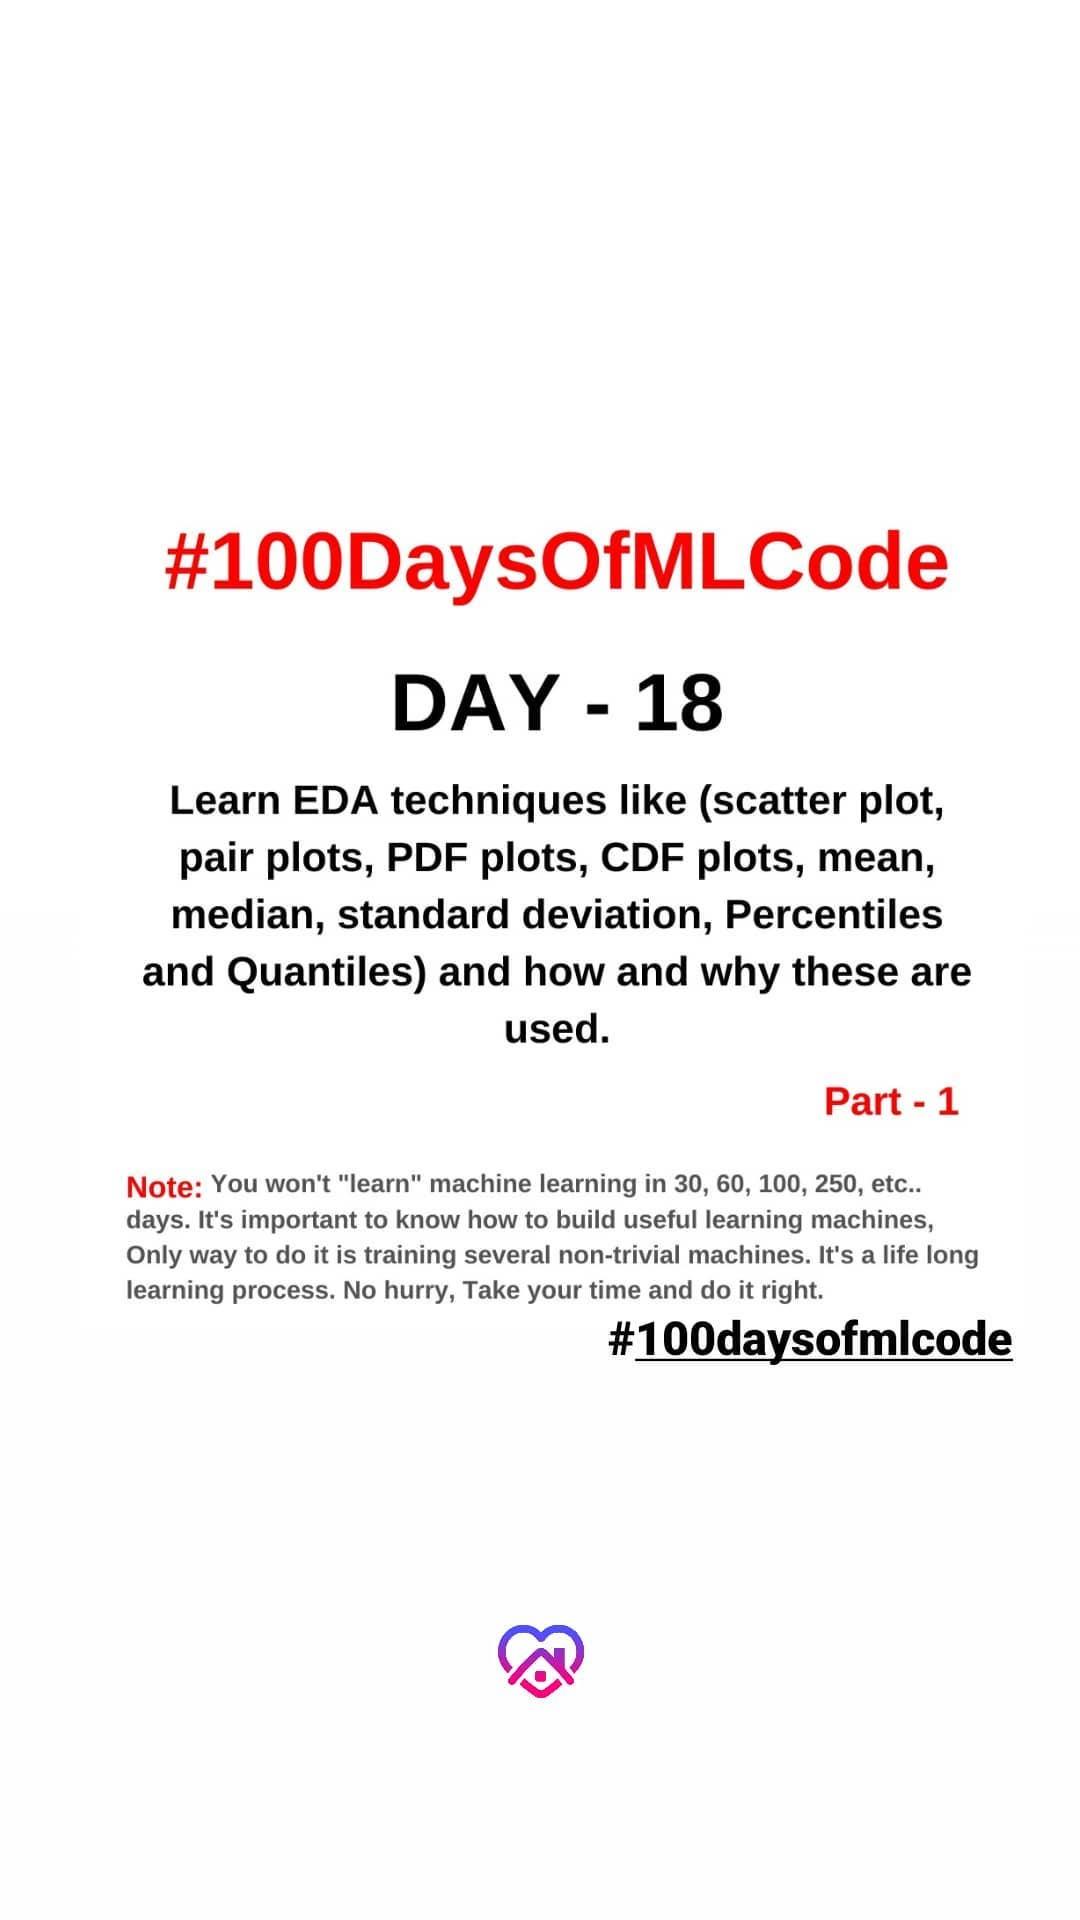 #100DaysOfMLCode
DAY - 18
Learn EDA techniques like (scatter plot,
pair plots, PDF plots, CDF plots, mean,
median, standard deviation, Percentiles
and Quantiles) and how and why these are
used.
Part - 1
Note: You won't "learn" machine learning in 30, 60, 100, 250, etc..
days. It's important to know how to build useful learning machines,
Only way to do it is training several non-trivial machines. It's a life long
learning process. No hurry, Take your time and do it right.
#100daysofmlcode